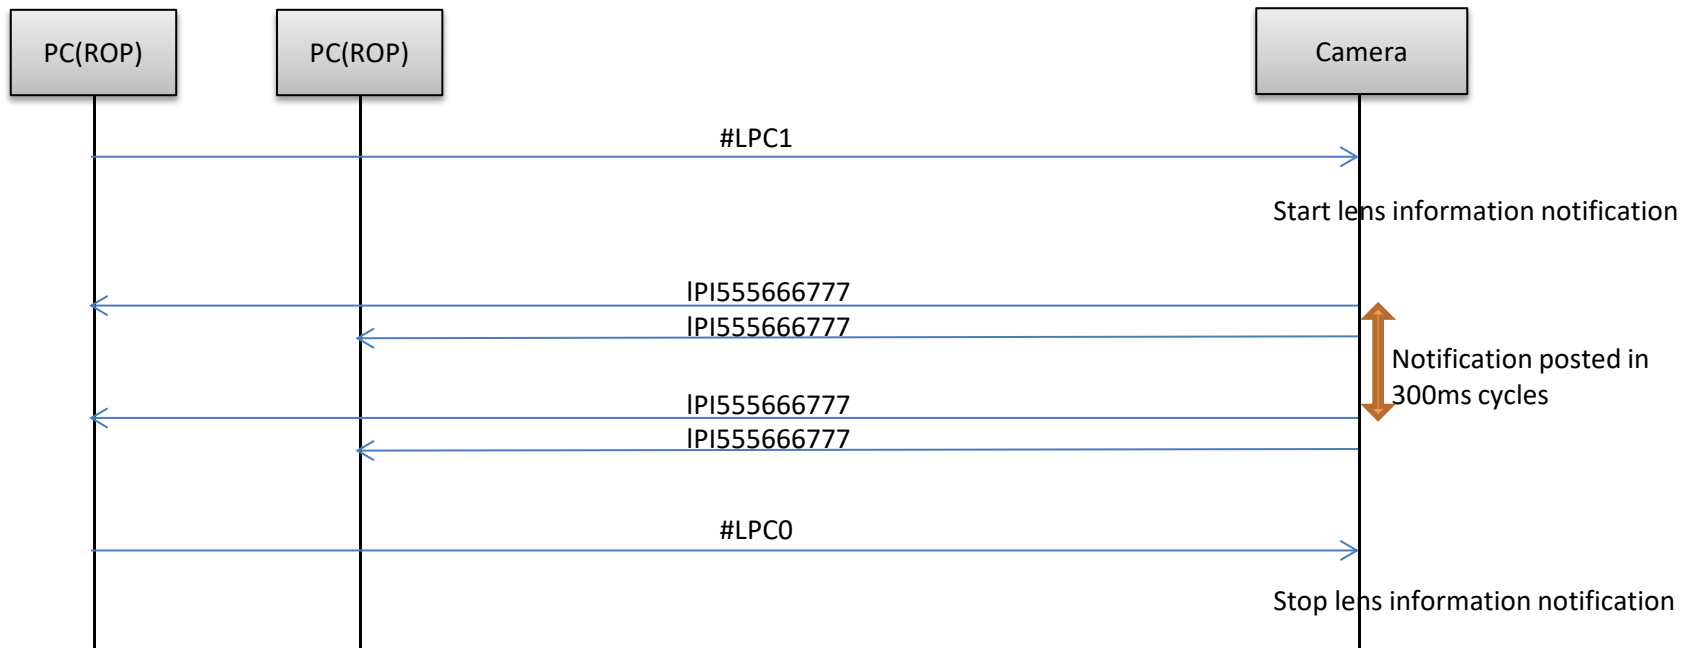 PC(ROP)
PC(ROP)
Camera
#LPC1
Start lens information notification
lPI555666777
lPI555666777
Notification posted in
300ms cycles
lPI555666777
lPI555666777
#LPC0
Stop lens information notification